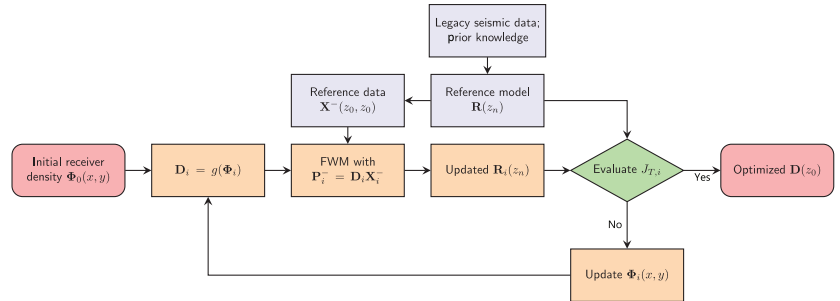 Legacy seismic data;
prior knowledge
Reference data
X⁻(z₀, z₀)
Reference model
R(zₙ)
Initial receiver
density Φ₀(x, y)
Dᵢ = g(Φᵢ)
FWM with
Pᵢ⁻ = DᵢXᵢ⁻
Updated Rᵢ(zₙ)
Evaluate J_{T,i}
Yes
Optimized D(z₀)
No
Update Φᵢ(x, y)